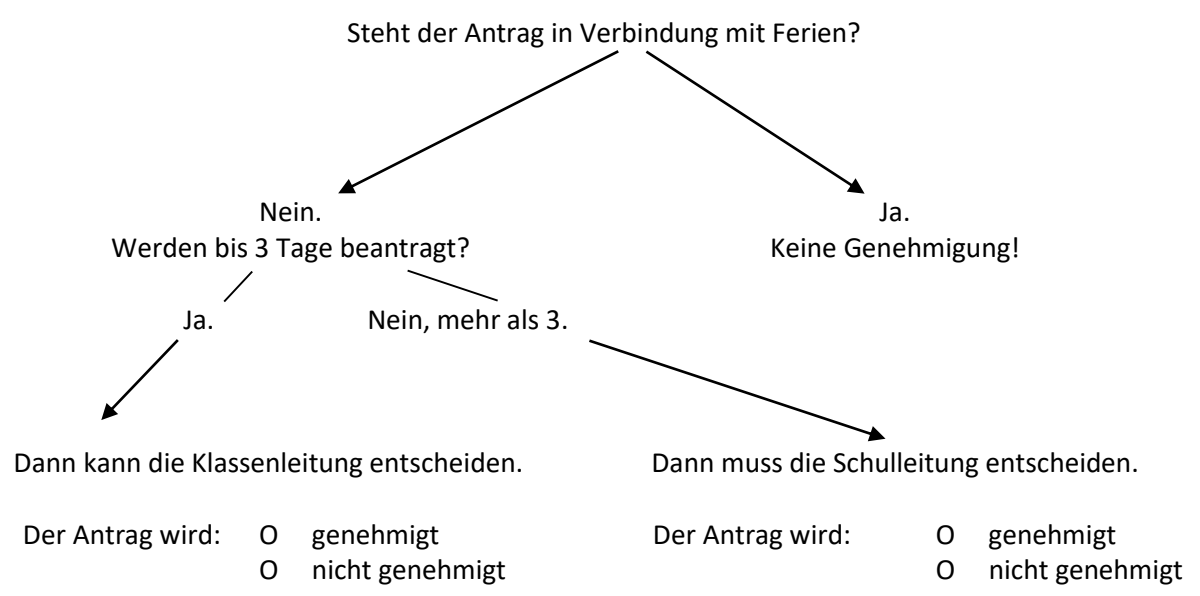 Steht der Antrag in Verbindung mit Ferien?
Nein.
Ja.
Werden bis 3 Tage beantragt?
Keine Genehmigung!
Ja.
Nein, mehr als 3.
Dann kann die Klassenleitung entscheiden.
Dann muss die Schulleitung entscheiden.
Der Antrag wird: O genehmigt
O nicht genehmigt
Der Antrag wird: O genehmigt
O nicht genehmigt